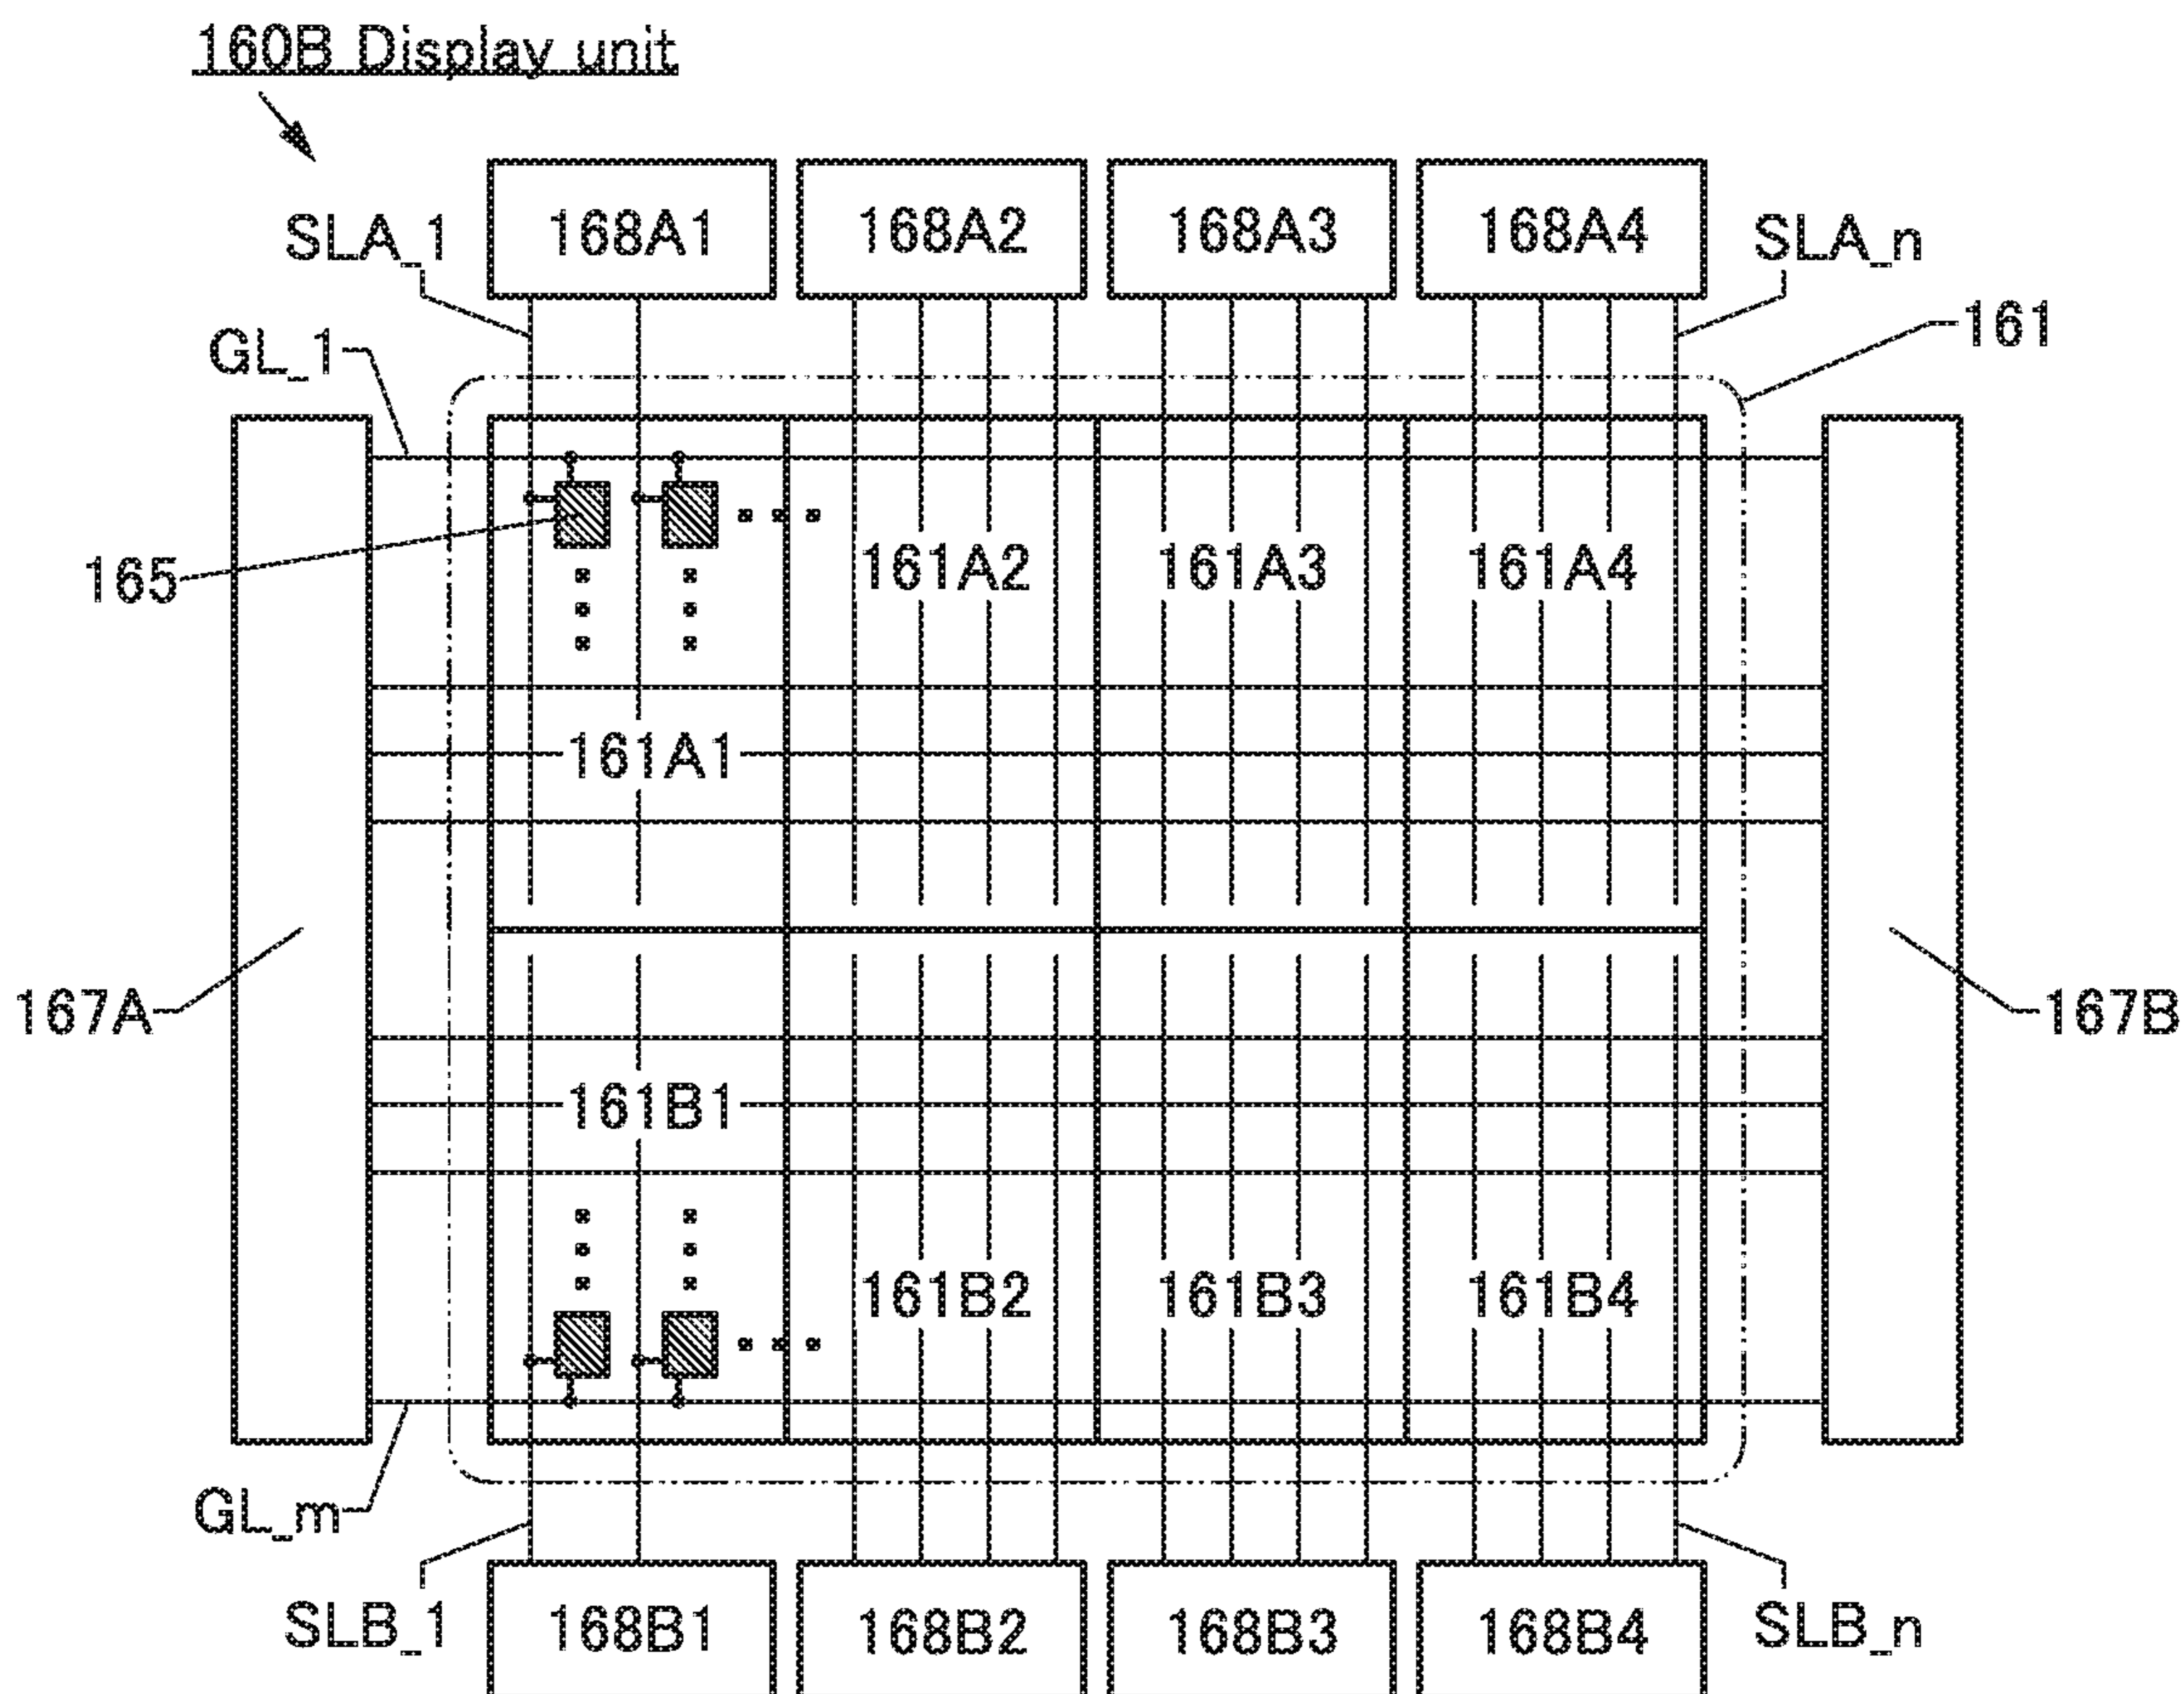 160B Display unit
SLA_1
168A1
168A2
168A3
168A4
SLA_n
GL_1
161
165
161A2
161A3
161A4
161A1
167A
167B
161B1
161B2
161B3
161B4
GL_m
SLB_1
168B1
168B2
168B3
168B4
SLB_n